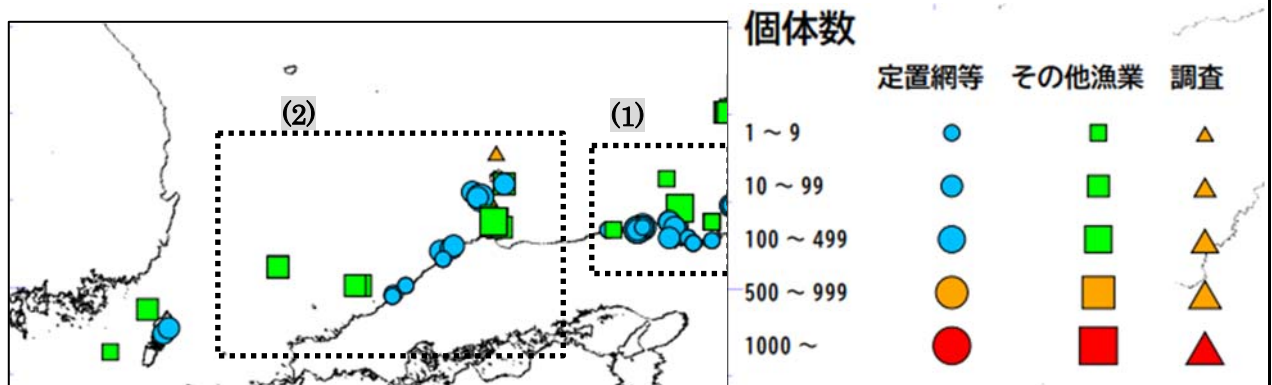 (2)
(1)
個体数
定置網等 その他漁業 調査
1 ～ 9
10 ～ 99
100 ～ 499
500 ～ 999
1000 ～